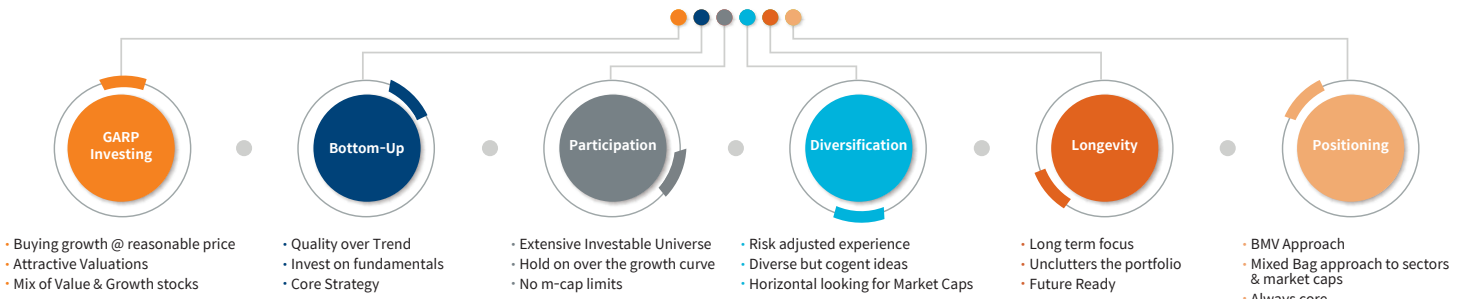 GARP
Investing
Bottom-Up
Participation
Diversification
Longevity
Positioning
• Buying growth @ reasonable price
• Attractive Valuations
• Mix of Value & Growth stocks
• Quality over Trend
• Invest on fundamentals
• Core Strategy
• Extensive Investable Universe
• Hold on over the growth curve
• No m-cap limits
• Risk adjusted experience
• Diverse but cogent ideas
• Horizontal looking for Market Caps
• Long term focus
• Unclutters the portfolio
• Future Ready
• BMV Approach
• Mixed Bag approach to sectors
& market caps
• Always core